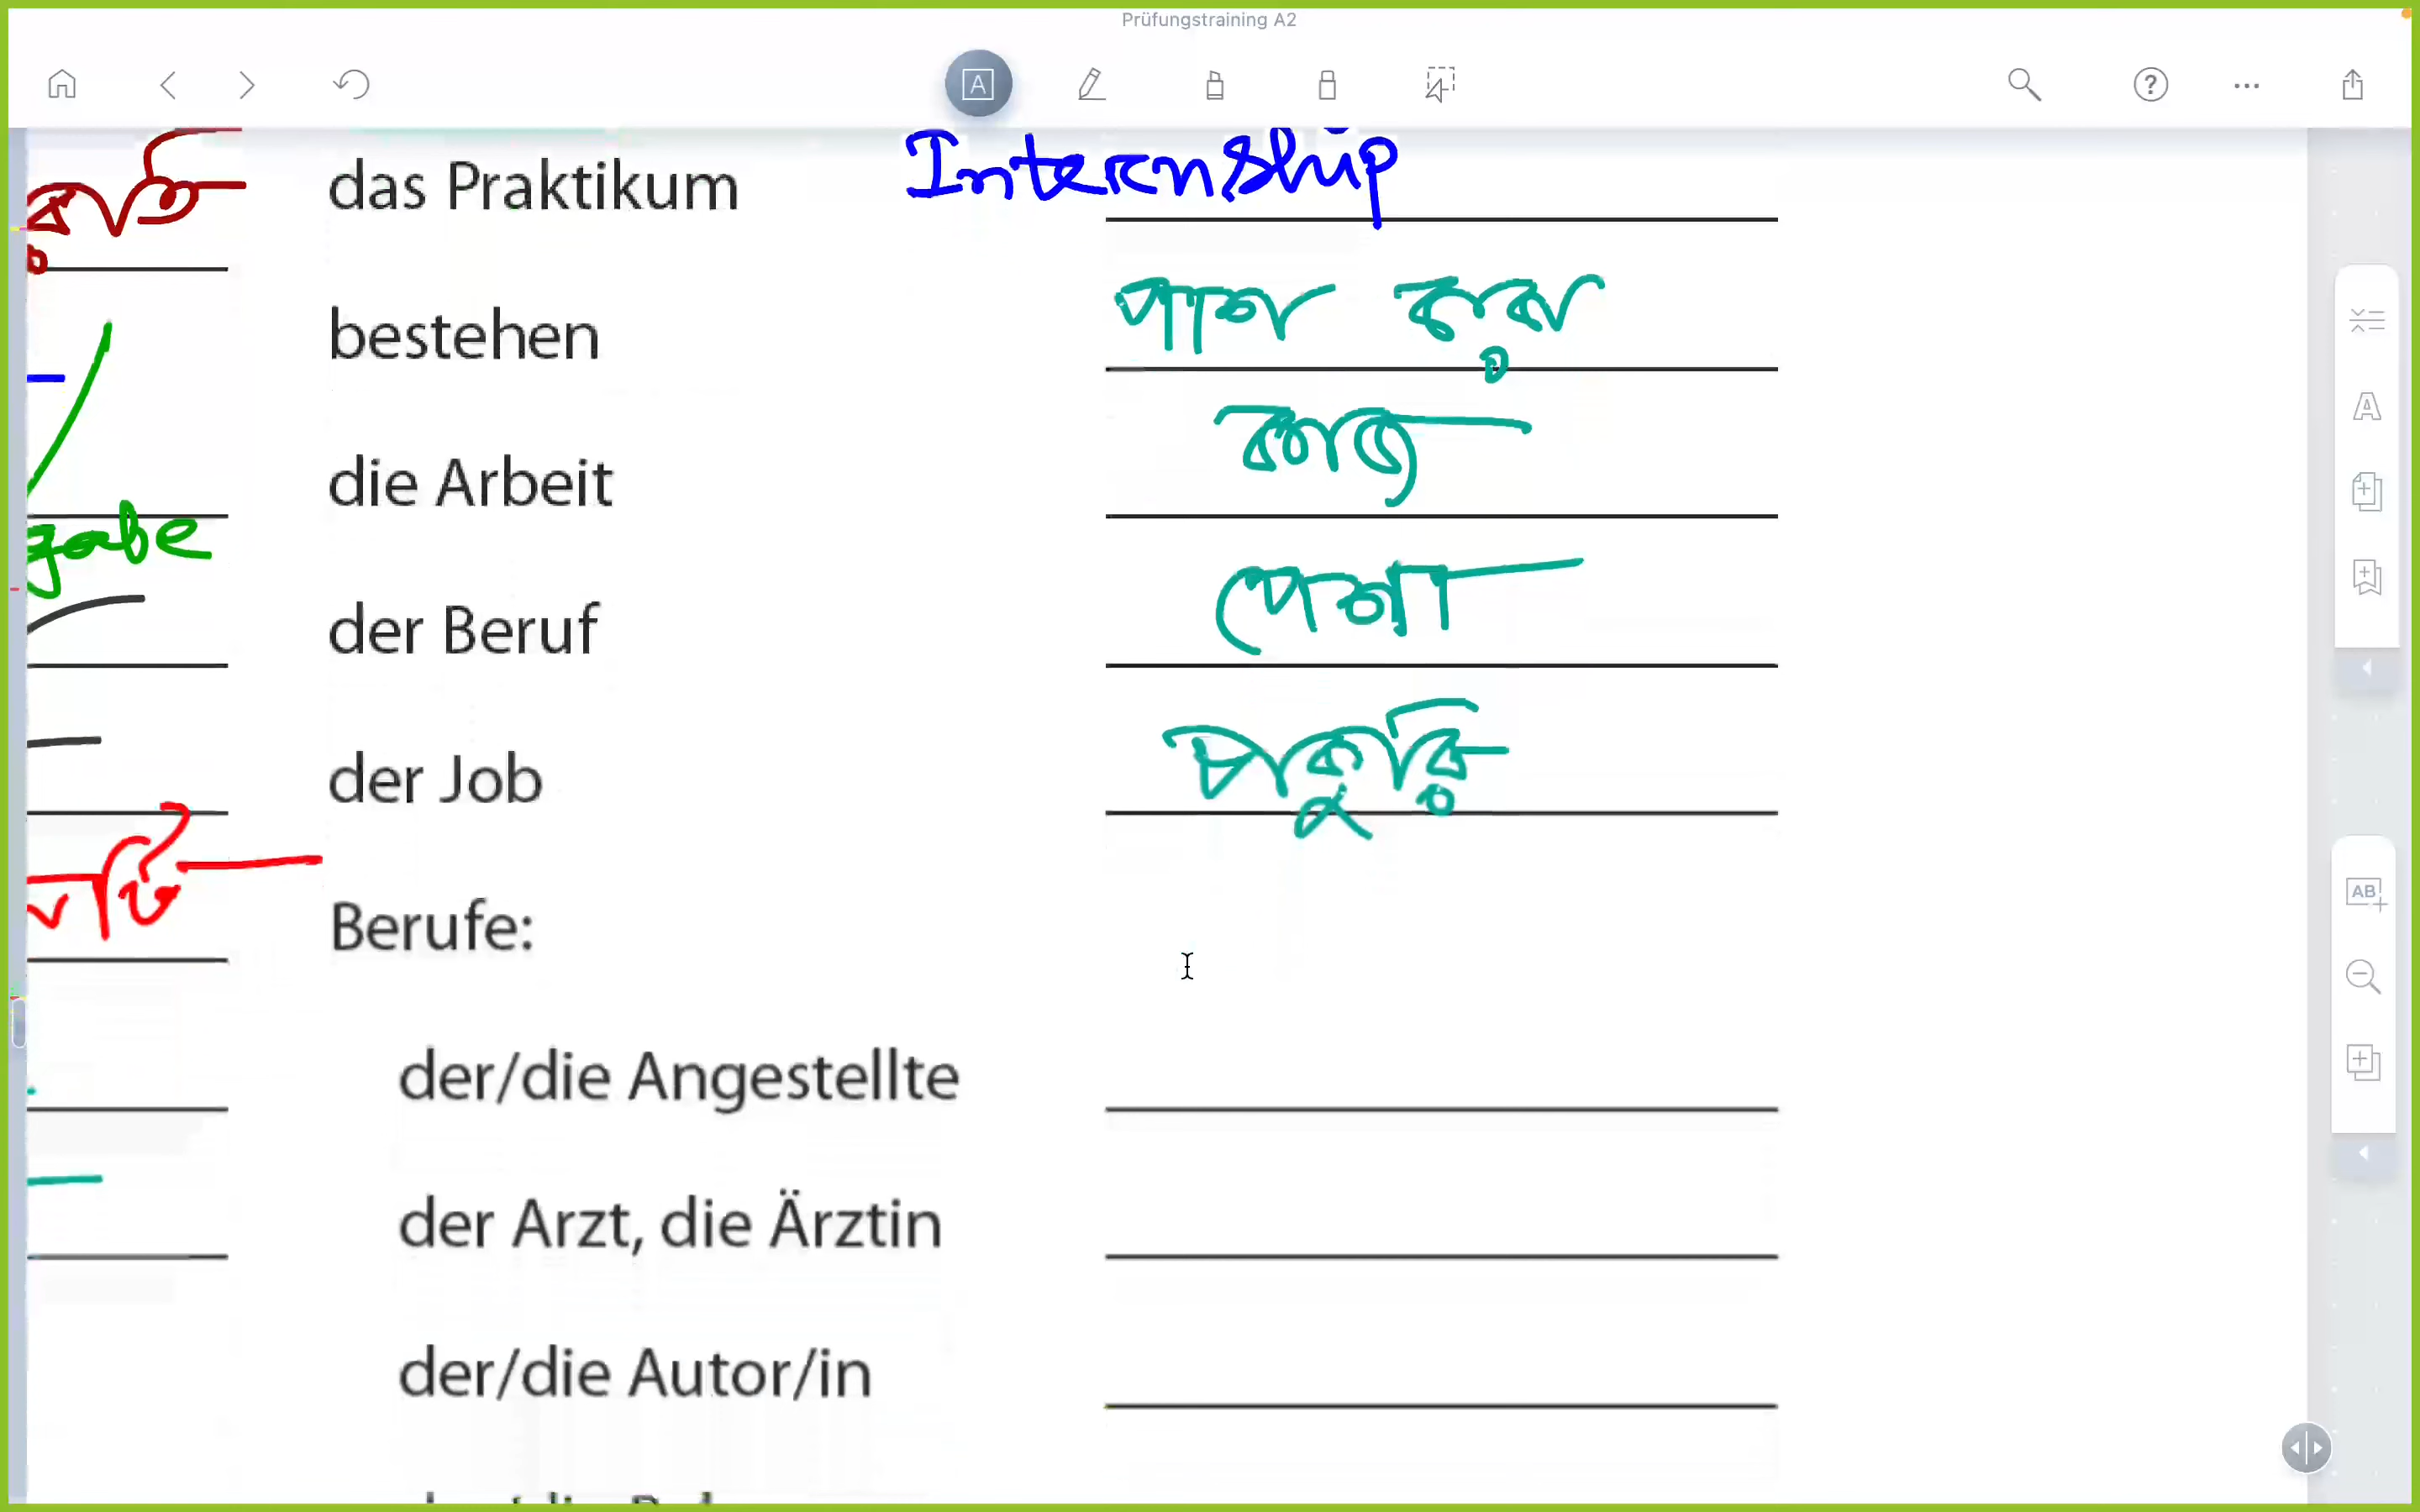 Prüfungstraining A2
das Praktikum Internship
bestehen পাশ করা
die Arbeit কাজ
gabe
der Beruf পেশা
der Job চাকুরি
Berufe:
der/die Angestellte
der Arzt, die Ärztin
der/die Autor/in